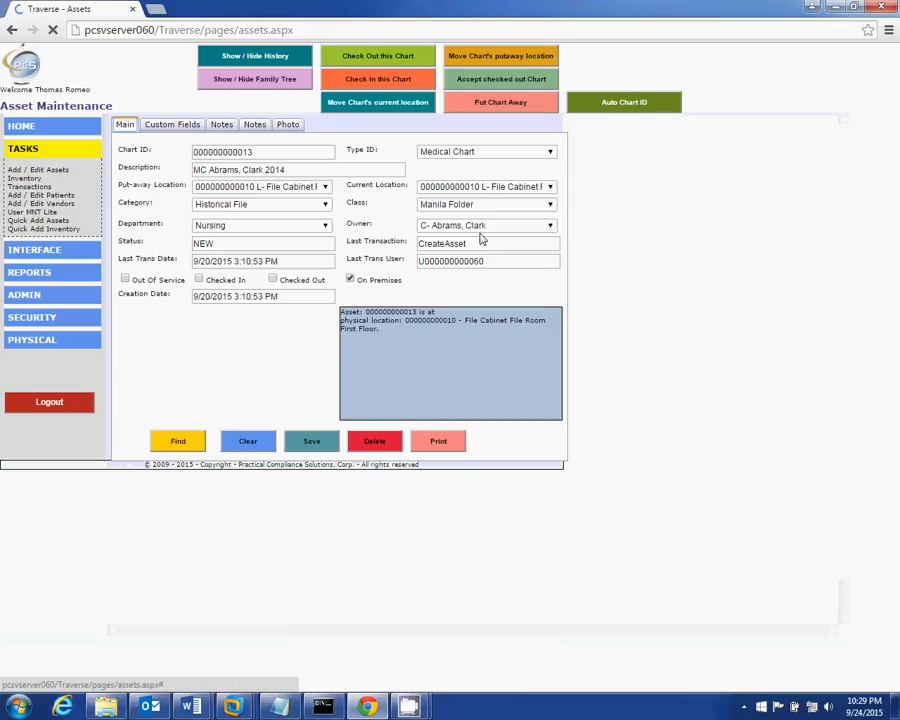 Traverse - Assets
pcsvserver060/Traverse/pages/assets.aspx
PCS
Welcome Thomas Romeo
Asset Maintenance
Show / Hide History
Check Out this Chart
Move Chart's putaway location
Show / Hide Family Tree
Check In this Chart
Accept checked out Chart
Move Chart's current location
Put Chart Away
Auto Chart ID
HOME
TASKS
Add / Edit Assets
Inventory
Transactions
Add / Edit Patients
Add / Edit Vendors
User MNT Lite
Quick Add Assets
Quick Add Inventory
INTERFACE
REPORTS
ADMIN
SECURITY
PHYSICAL
Logout
Main Custom Fields Notes Notes Photo
Chart ID: 000000000013 Type ID: Medical Chart
Description: MC Abrams, Clark 2014
Put-away Location: 000000000010 L- File Cabinet F Current Location: 000000000010 L- File Cabinet F
Category: Historical File Class: Manila Folder
Department: Nursing Owner: C- Abrams, Clark
Status: NEW Last Transaction: CreateAsset
Last Trans Date: 9/20/2015 3:10:53 PM Last Trans User: U000000000060
Out Of Service Checked In Checked Out On Premises
Creation Date: 9/20/2015 3:10:53 PM
Asset: 000000000013 is at
physical location: 000000000010 - File Cabinet File Room
First Floor.
Find Clear Save Delete Print
© 2009 - 2015 - Copyright - Practical Compliance Solutions, Corp. - All rights reserved
pcsvserver060/Traverse/pages/assets.aspx#
10:29 PM
9/24/2015